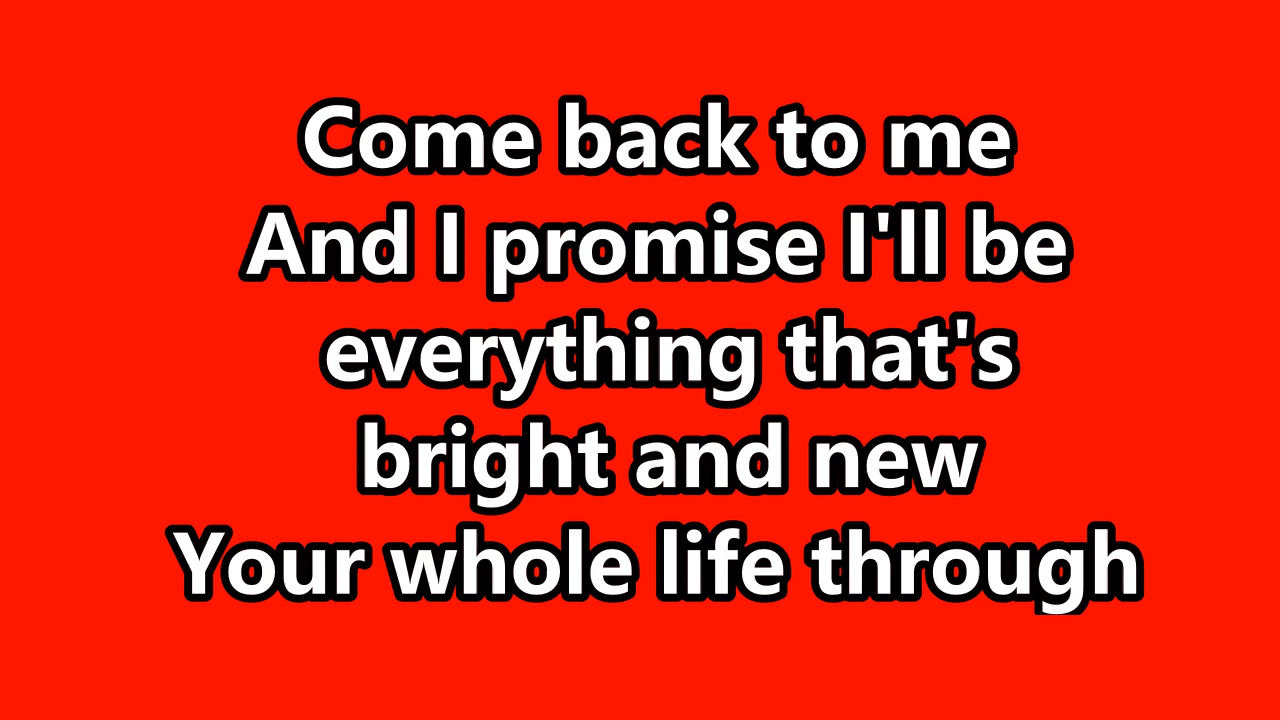 Come back to me
And I promise I'll be
everything that's
bright and new
Your whole life through